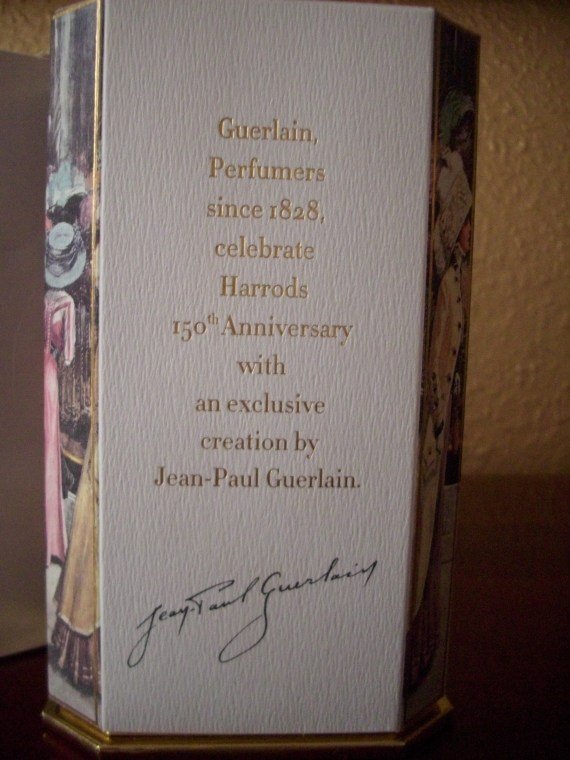 Guerlain,
Perfumers
since 1828,
celebrate
Harrods
150th Anniversary
with
an exclusive
creation by
Jean-Paul Guerlain.
Jean-Paul Guerlain